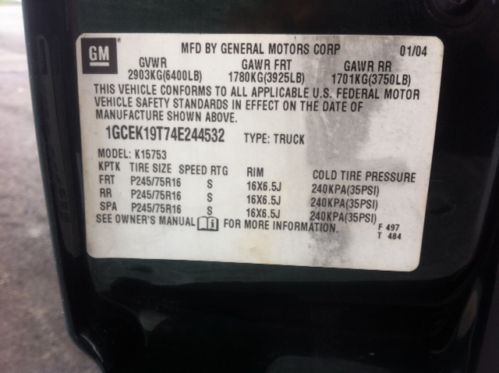 GM MFD BY GENERAL MOTORS CORP 01/04
GVWR GAWR FRT GAWR RR
2903KG(6400LB) 1780KG(3925LB) 1701KG(3750LB)
THIS VEHICLE CONFORMS TO ALL APPLICABLE U.S. FEDERAL MOTOR
VEHICLE SAFETY STANDARDS IN EFFECT ON THE DATE OF
MANUFACTURE SHOWN ABOVE.
1GCEK19T74E244532 TYPE: TRUCK
MODEL: K15753
KPTK TIRE SIZE SPEED RTG RIM COLD TIRE PRESSURE
FRT P245/75R16 S 16X6.5J 240KPA(35PSI)
RR P245/75R16 S 16X6.5J 240KPA(35PSI)
SPA P245/75R16 S 16X6.5J 240KPA(35PSI)
SEE OWNER'S MANUAL i FOR MORE INFORMATION. F 497
T 484